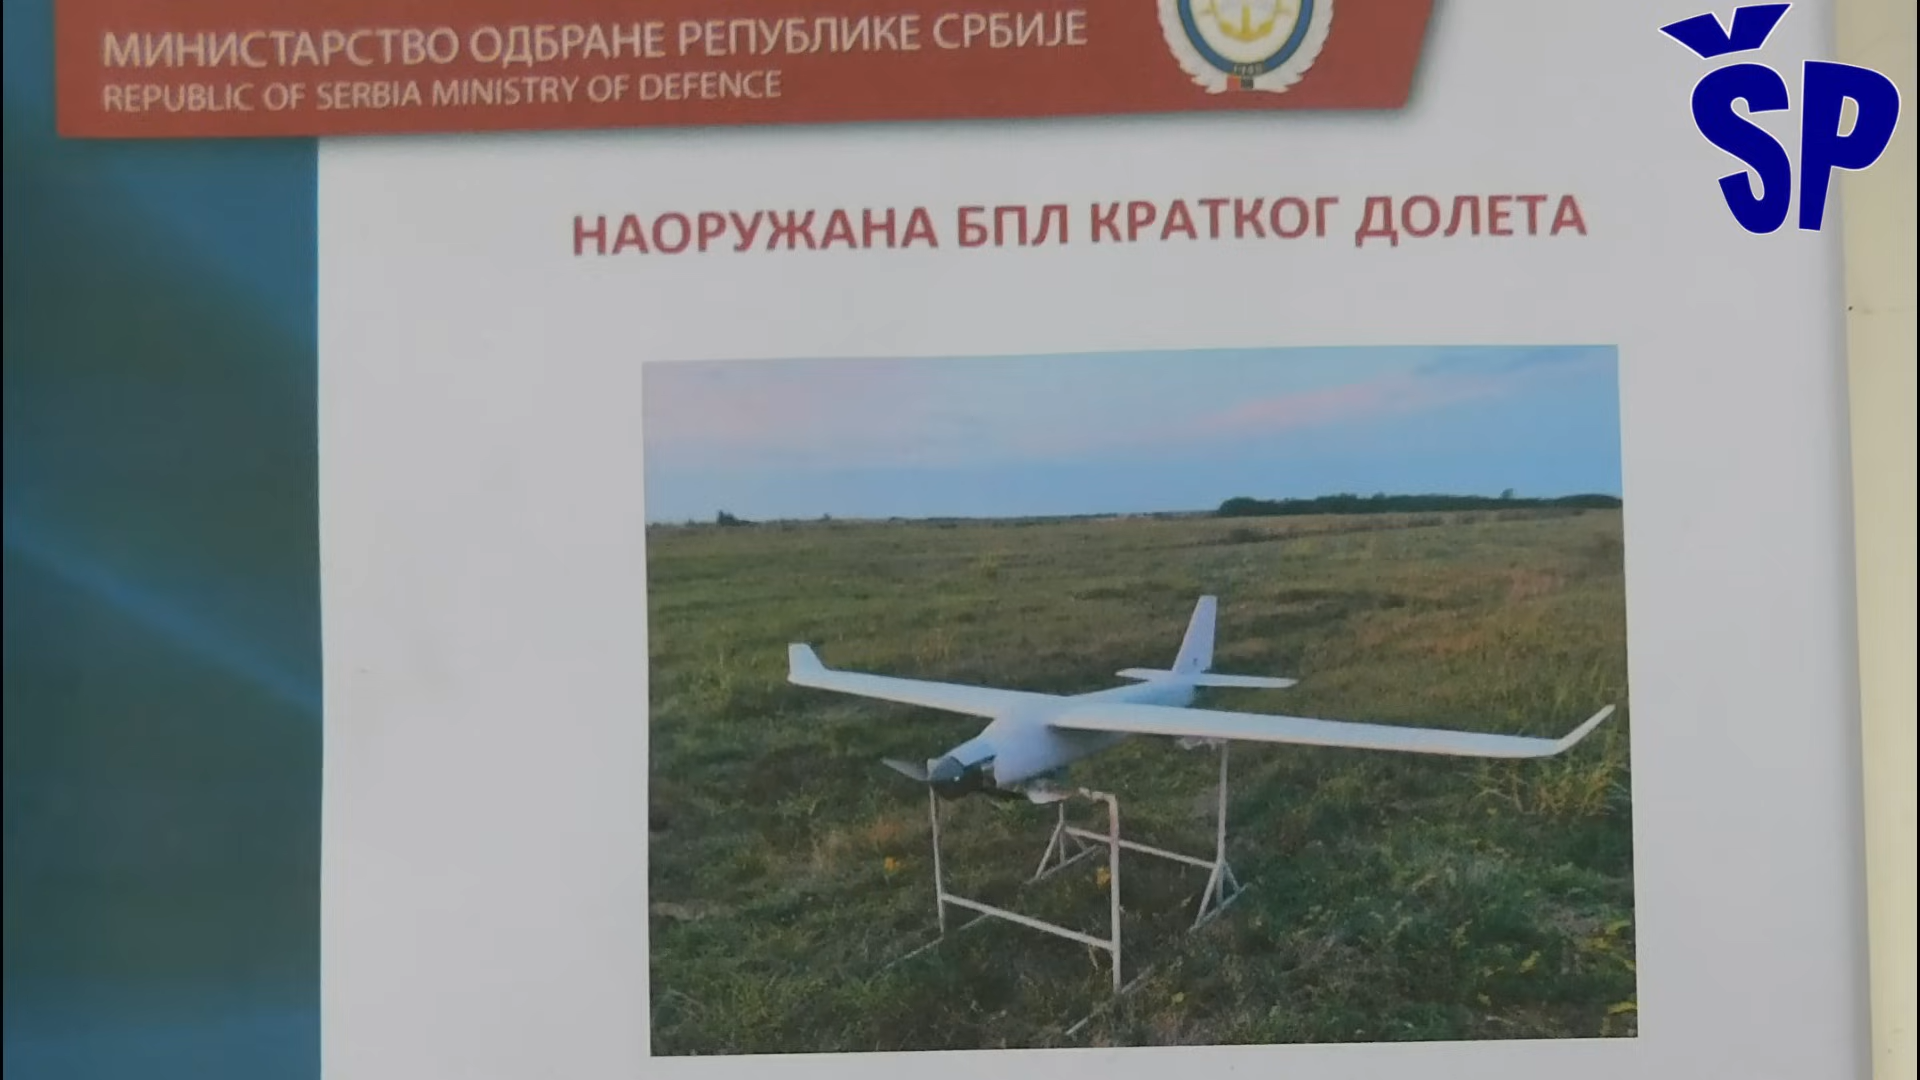 МИНИСТАРСТВО ОДБРАНЕ РЕПУБЛИКЕ СРБИЈЕ
REPUBLIC OF SERBIA MINISTRY OF DEFENCE
ŠP
НАОРУЖАНА БПЛ КРАТКОГ ДОЛЕТА